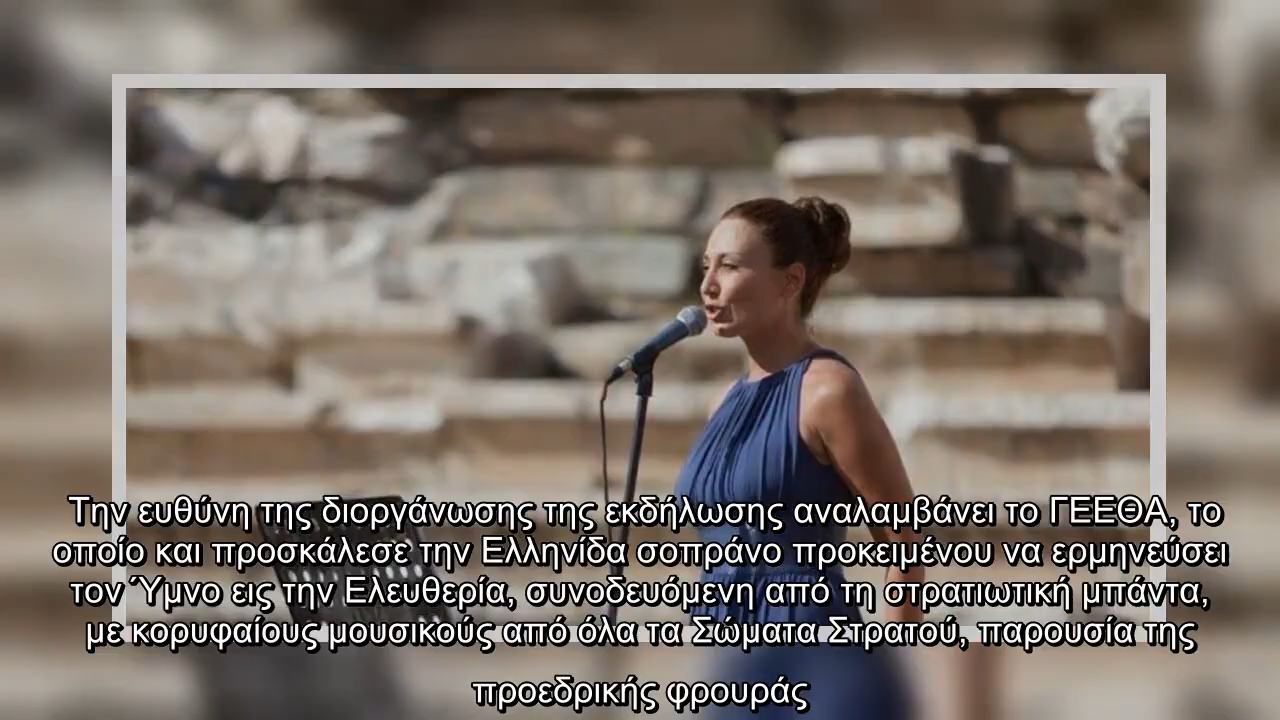 Την ευθύνη της διοργάνωσης της εκδήλωσης αναλαμβάνει το ΓΕΕΘΑ, το
οποίο και προσκάλεσε την Ελληνίδα σοπράνο προκειμένου να ερμηνεύσει
τον Ύμνο εις την Ελευθερία, συνοδευόμενη από τη στρατιωτική μπάντα,
με κορυφαίους μουσικούς από όλα τα Σώματα Στρατού, παρουσία της
προεδρικής φρουράς